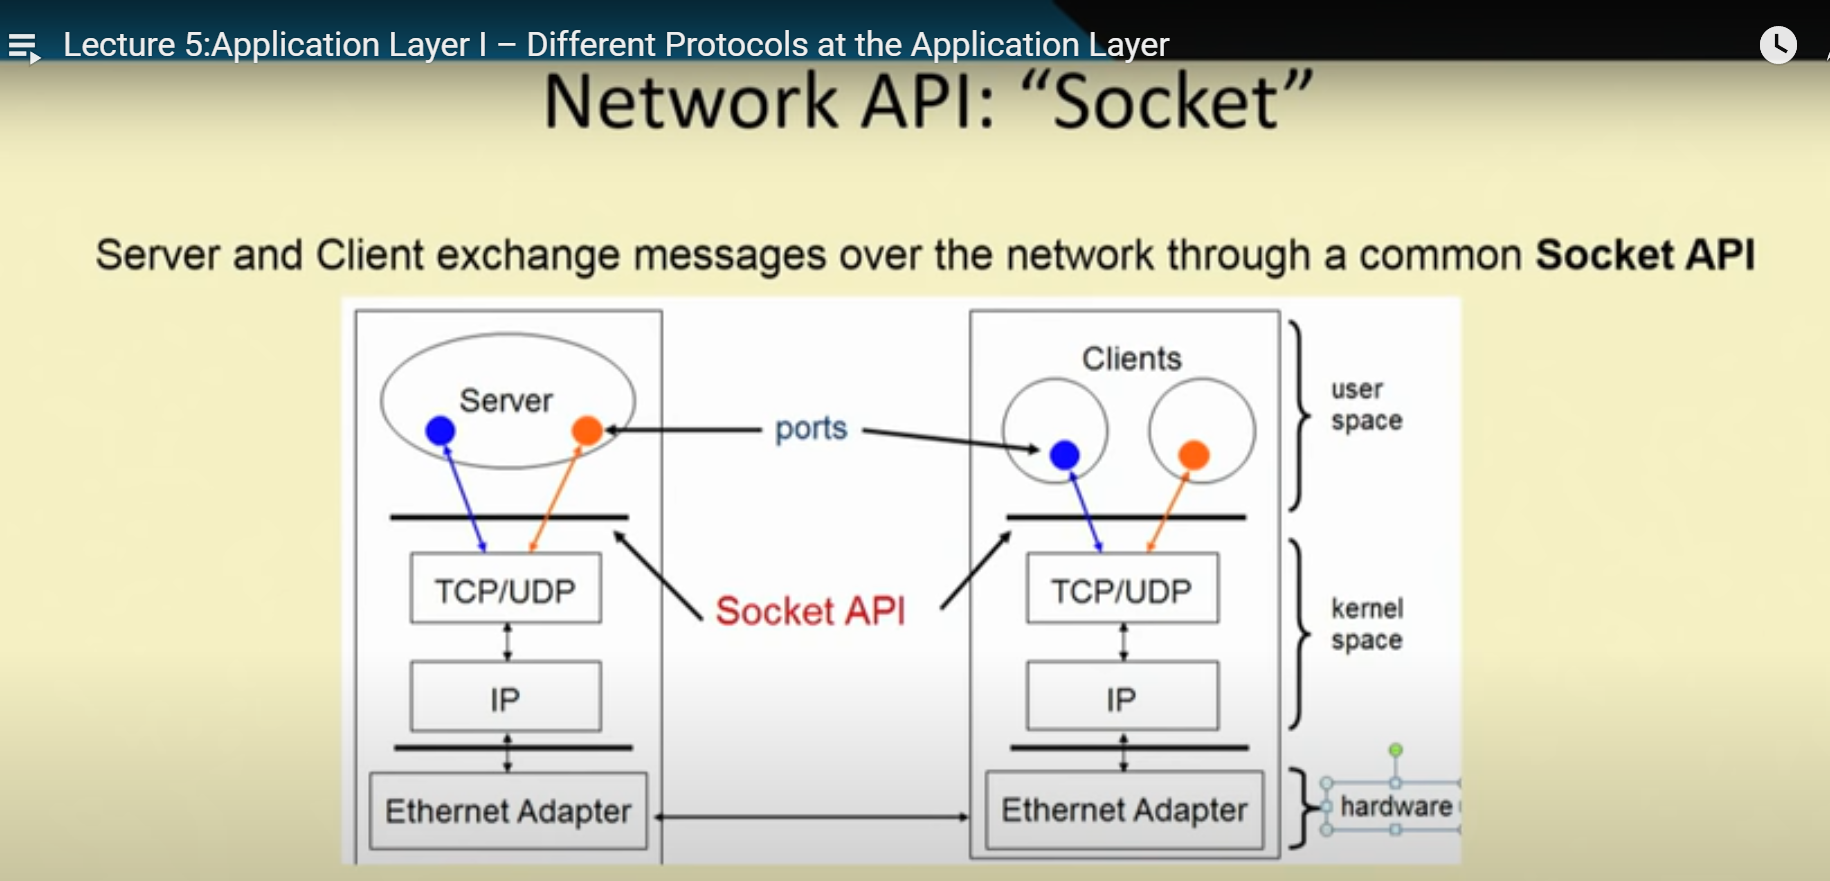 Lecture 5:Application Layer I – Different Protocols at the Application Layer
Network API: “Socket”
Server and Client exchange messages over the network through a common Socket API
Server
ports
Clients
user
space
TCP/UDP
Socket API
TCP/UDP
kernel
space
IP
IP
Ethernet Adapter
Ethernet Adapter
hardware